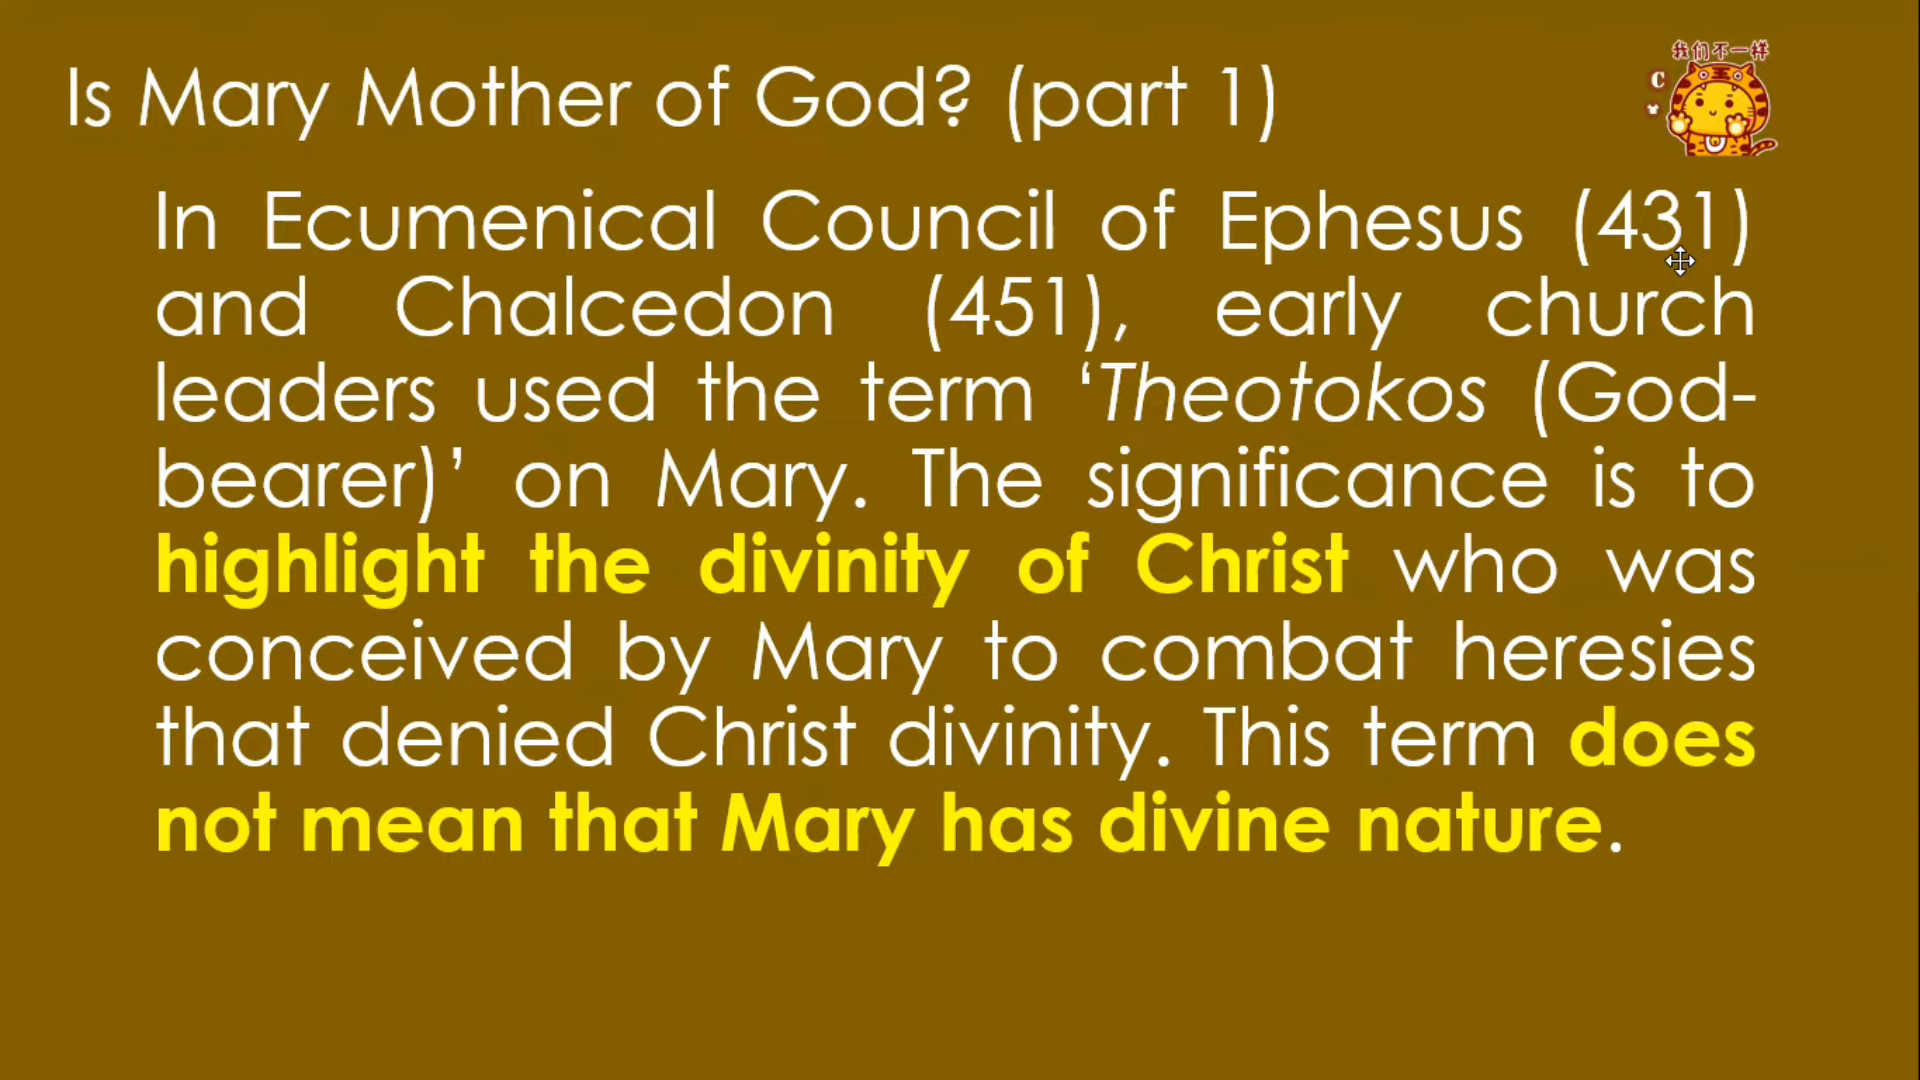 Is Mary Mother of God? (part 1)
我们不一样
C
In Ecumenical Council of Ephesus (431)
and Chalcedon (451), early church
leaders used the term ‘Theotokos (God-
bearer)’ on Mary. The significance is to
highlight the divinity of Christ who was
conceived by Mary to combat heresies
that denied Christ divinity. This term does
not mean that Mary has divine nature.